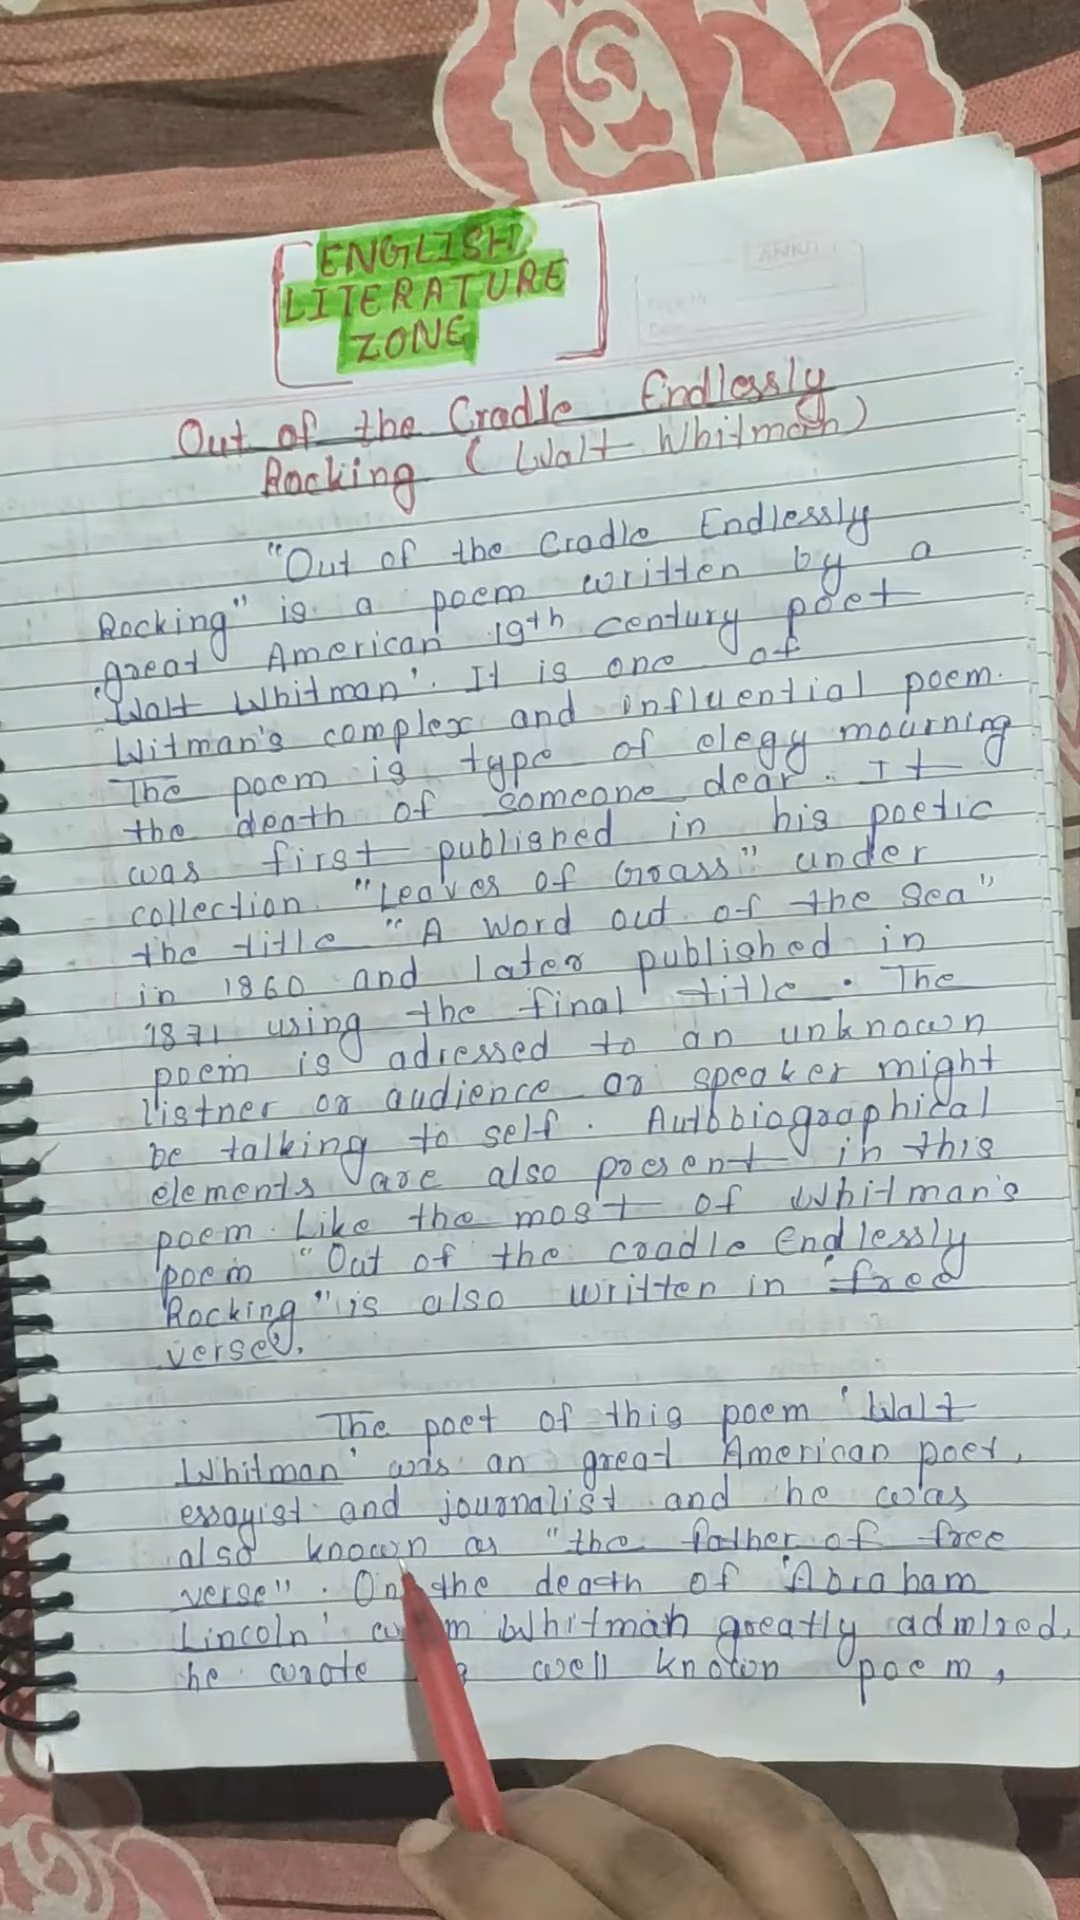 ENGLISH
LITERATURE
ZONE
Out of the Cradle Endlessly
Rocking (Walt Whitman)
"Out of the Cradle Endlessly
Rocking" is a poem written by a
great American 19th century poet
'Walt Whitman'. It is one of
Witman's complex and influential poem.
The poem is type of elegy mourning
the death of someone dear. It
was first published in his poetic
collection "Leaves of Grass" under
the title "A word out of the Sea"
in 1860 and later published in
1871 using the final title. The
poem is adressed to an unknown
listner or audience or speaker might
be talking to self. Autobiographical
elements are also present in this
poem. Like the most of Whitman's
poem "Out of the cradle Endlessly
Rocking" is also written in 'free
verse'.
The poet of this poem 'Walt
Whitman' was an great American poet,
essayist and journalist and he was
also known as "the father of free
verse". On the death of 'Abraham
Lincoln' Whitman greatly admired,
he wrote well known poem,